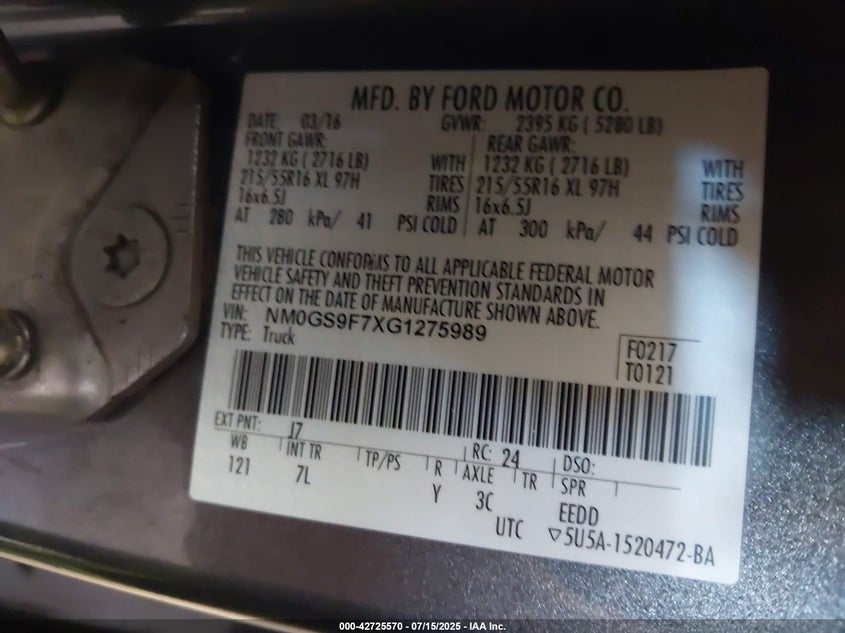 MFD. BY FORD MOTOR CO.
DATE: 03/16 GVWR: 2395 KG ( 5280 LB)
FRONT GAWR: REAR GAWR:
1232 KG ( 2716 LB) WITH 1232 KG ( 2716 LB) WITH
215/55R16 XL 97H TIRES 215/55R16 XL 97H TIRES
16x6.5J RIMS 16x6.5J RIMS
AT 280 kPa/ 41 PSI COLD AT 300 kPa/ 44 PSI COLD
THIS VEHICLE CONFORMS TO ALL APPLICABLE FEDERAL MOTOR
VEHICLE SAFETY AND THEFT PREVENTION STANDARDS IN
EFFECT ON THE DATE OF MANUFACTURE SHOWN ABOVE.
VIN: NM0GS9F7XG1275989
TYPE: Truck F0217
T0121
EXT PNT: J7 RC: 24 DSO:
WB INT TR TP/PS R AXLE TR SPR
121 7L Y 3C EEDD
UTC ▽5U5A-1520472-BA
000-42725570 - 07/15/2025 - IAA Inc.